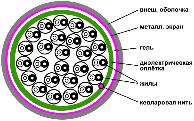 внеш. оболочка
металл. экран
гель
диэлектрическая
оплётка
жилы
кевларовая нить